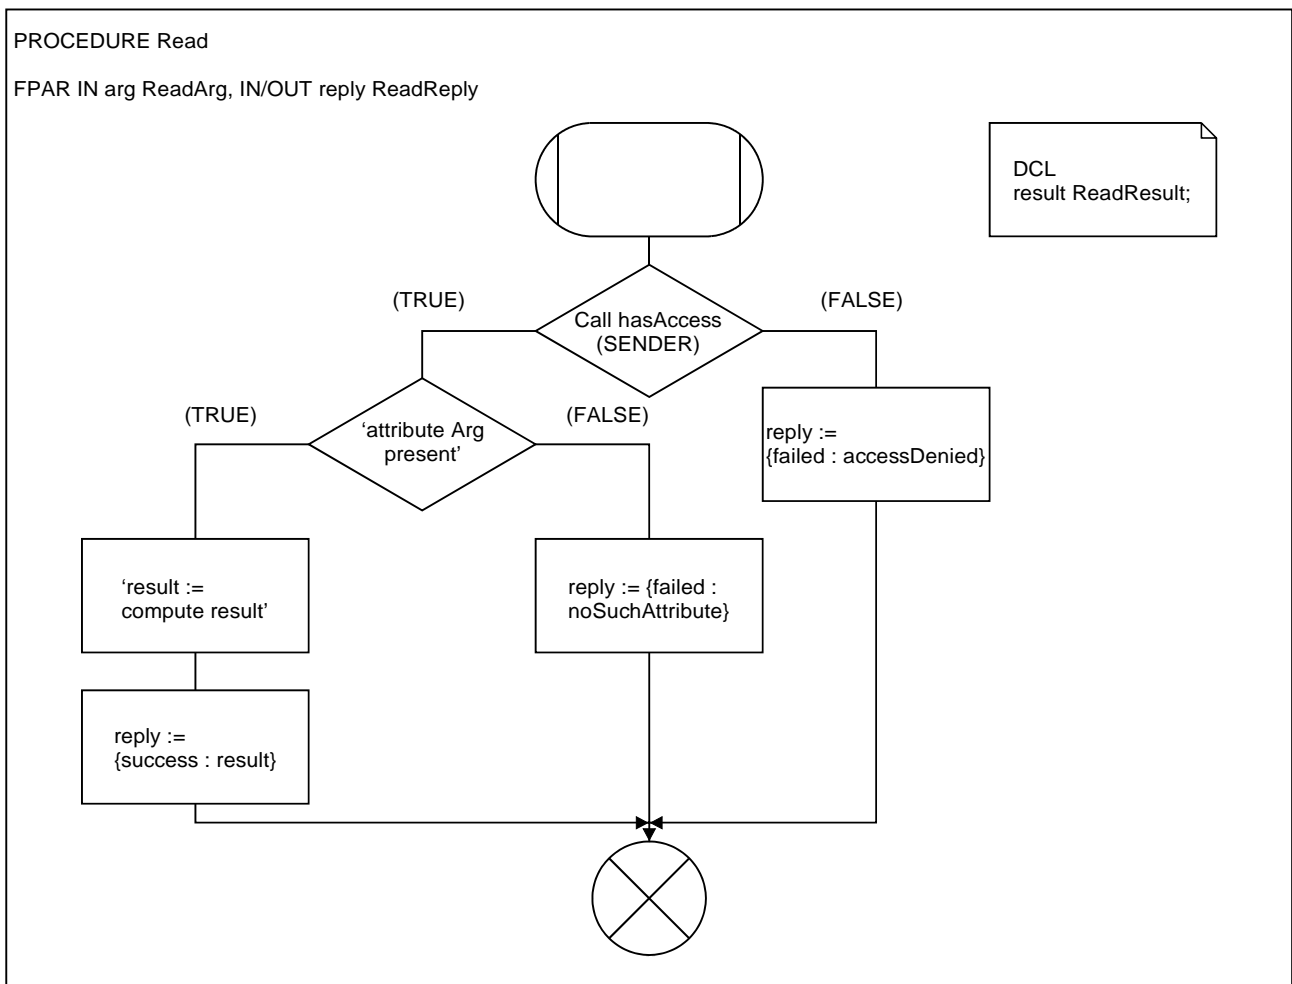 PROCEDURE Read
FPAR IN arg ReadArg, IN/OUT reply ReadReply
DCL
result ReadResult;
(TRUE)
(FALSE)
Call hasAccess
(SENDER)
(TRUE)
(FALSE)
‘attribute Arg
present’
reply :=
{failed : accessDenied}
‘result :=
compute result’
reply := {failed :
noSuchAttribute}
reply :=
{success : result}